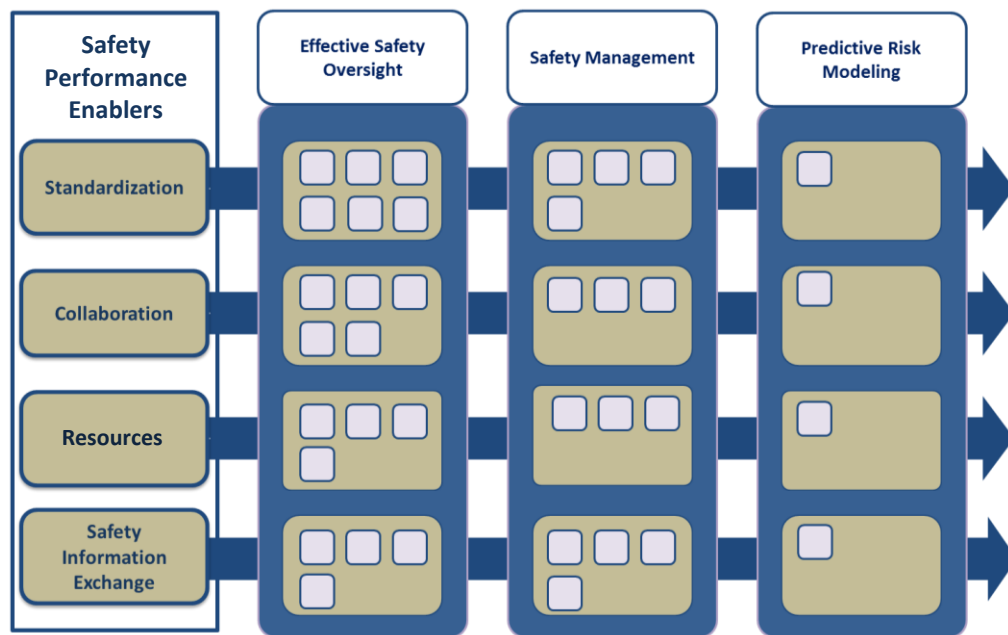 Safety
Performance
Enablers
Effective Safety
Oversight
Safety Management
Predictive Risk
Modeling
Standardization
Collaboration
Resources
Safety
Information
Exchange